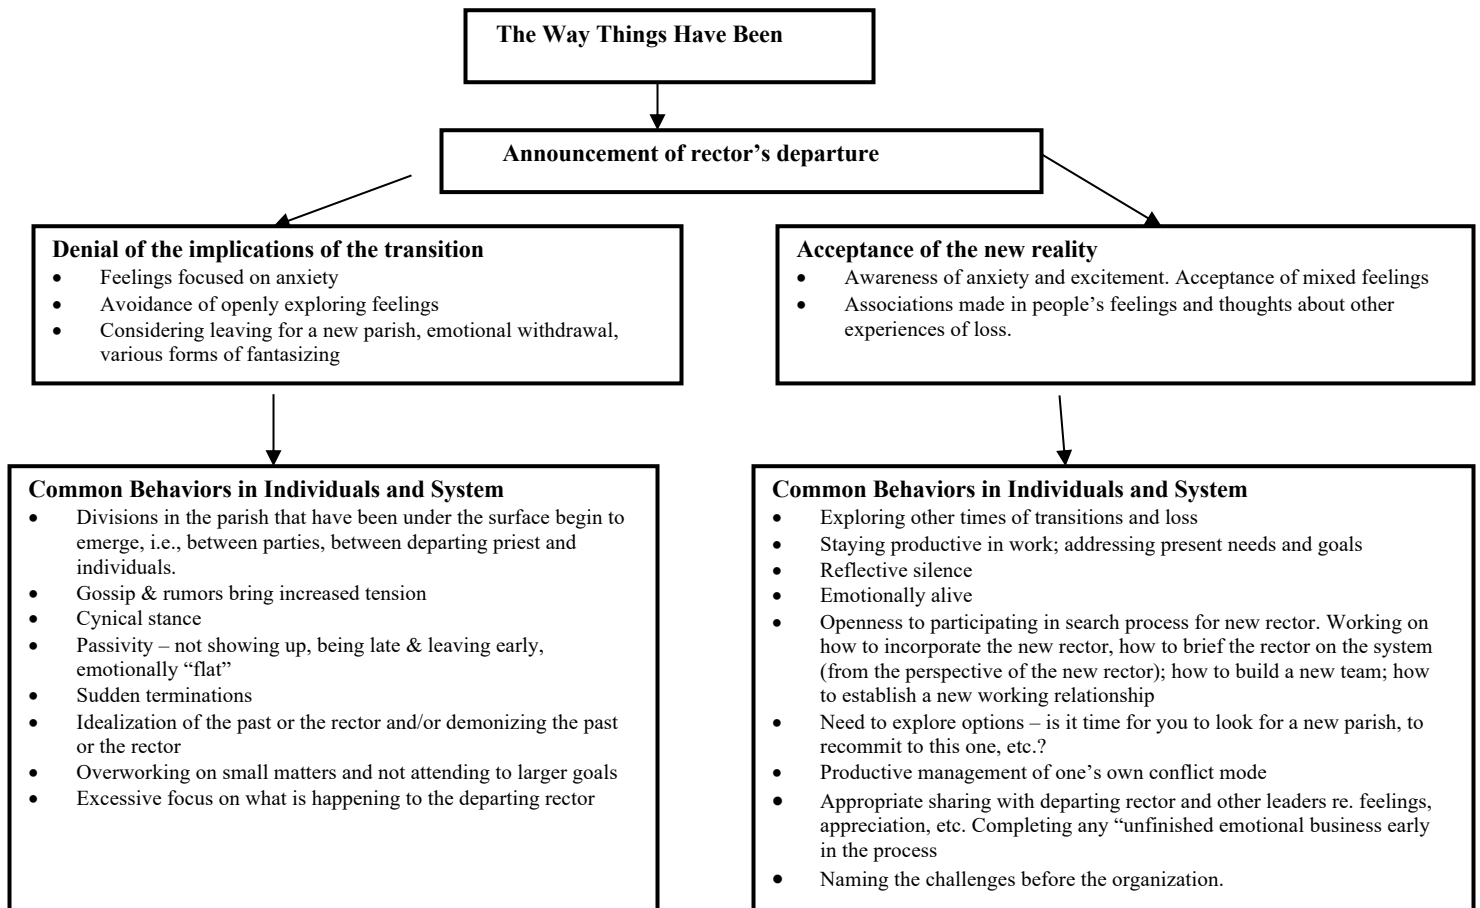 The Way Things Have Been
Announcement of rector’s departure
Denial of the implications of the transition
• Feelings focused on anxiety
• Avoidance of openly exploring feelings
• Considering leaving for a new parish, emotional withdrawal,
various forms of fantasizing
Acceptance of the new reality
• Awareness of anxiety and excitement. Acceptance of mixed feelings
• Associations made in people’s feelings and thoughts about other
experiences of loss.
Common Behaviors in Individuals and System
• Divisions in the parish that have been under the surface begin to
emerge, i.e., between parties, between departing priest and
individuals.
• Gossip & rumors bring increased tension
• Cynical stance
• Passivity – not showing up, being late & leaving early,
emotionally “flat”
• Sudden terminations
• Idealization of the past or the rector and/or demonizing the past
or the rector
• Overworking on small matters and not attending to larger goals
• Excessive focus on what is happening to the departing rector
Common Behaviors in Individuals and System
• Exploring other times of transitions and loss
• Staying productive in work; addressing present needs and goals
• Reflective silence
• Emotionally alive
• Openness to participating in search process for new rector. Working on
how to incorporate the new rector, how to brief the rector on the system
(from the perspective of the new rector); how to build a new team; how
to establish a new working relationship
• Need to explore options – is it time for you to look for a new parish, to
recommit to this one, etc.?
• Productive management of one’s own conflict mode
• Appropriate sharing with departing rector and other leaders re. feelings,
appreciation, etc. Completing any “unfinished emotional business early
in the process
• Naming the challenges before the organization.